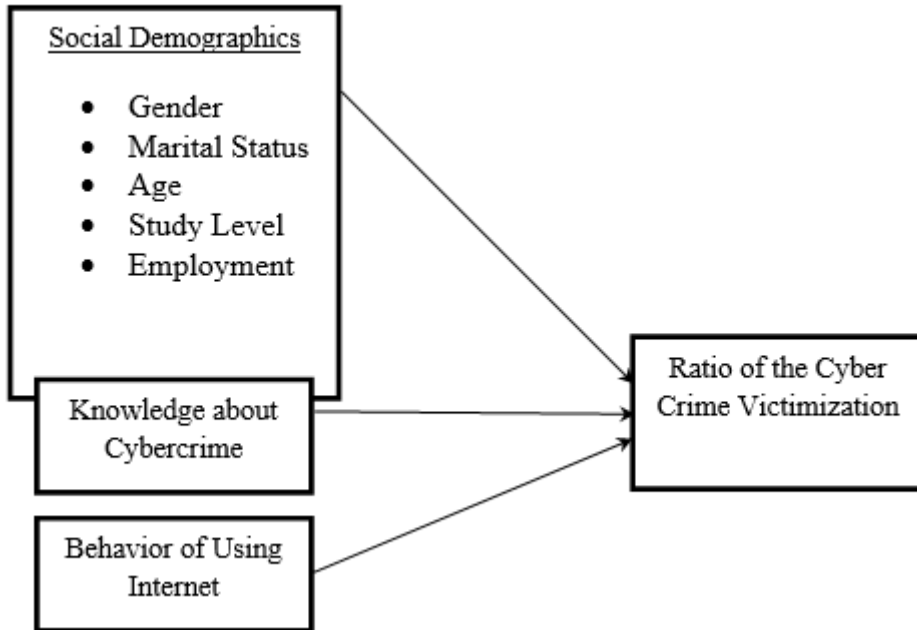 Social Demographics
• Gender
• Marital Status
• Age
• Study Level
• Employment
Knowledge about
Cybercrime
Behavior of Using
Internet
Ratio of the Cyber
Crime Victimization